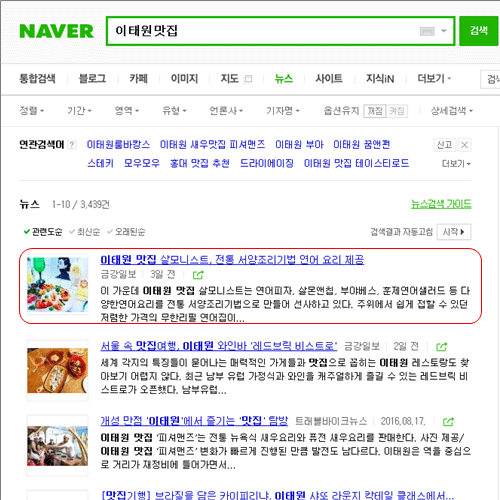 NAVER 이태원맛집 검색
통합검색 블로그 카페 이미지 지도 뉴스 사이트 지식iN 더보기 검색
정렬 기간 영역 유형 언론사 기자명 옵션유지 꺼짐 켜짐 상세검색
연관검색어 ? 이태원룸바캉스 이태원 새우맛집 피셔맨즈 이태원 부아 이태원 꿈앤펀 신고 X
스테키 모우모우 홍대 맛집 추천 드라이에이징 이태원 맛집 테이스티로드 더보기
뉴스 1-10 / 3,439건 뉴스검색 가이드
관련도순 최신순 오래된순 검색결과 자동고침 시작
이태원 맛집 살모니스트, 전통 서양조리기법 연어 요리 제공
금강일보 3일 전
이 가운데 이태원 맛집 살모니스트는 연어피자, 살몬앤칩, 부야베스, 훈제연어샐러드 등 다
양한연어요리를 전통 서양조리기법으로 만들어 선사하고 있다. 주위에서 쉽게 접할 수 있던
저렴한 가격의 무한리필 연어집이...
서울 속 맛집여행, 이태원 와인바 '레드브릭 비스트로' 금강일보 2일 전
세계 각지의 특징들이 묻어나는 매력적인 가게들과 맛집으로 꼽히는 이태원 레스토랑도 찾
아보기 어렵지 않다. 최근 남부 유럽 가정식과 와인을 캐주얼하게 즐길 수 있는 레드브릭 비
스트로가 오픈했다. 남부유럽...
개성 만점 '이태원'에서 즐기는 '맛집' 탐방 트래블바이크뉴스 2016.08.17.
이태원 맛집 '피셔맨즈'는 전통 뉴욕식 새우요리와 퓨전 새우요리를 판매한다. 사진 제공/
이태원 맛집 '피셔맨즈' 변화가 빠르게 진행된 만큼 발전도 남다르다. 이태원은 역을 중심으
로 거리가 재정비에 들어가면서...
[맛집기행] 브라질을 담은 카이피리냐, 이태원 샤또 라운지 칵테일 클래스에서...